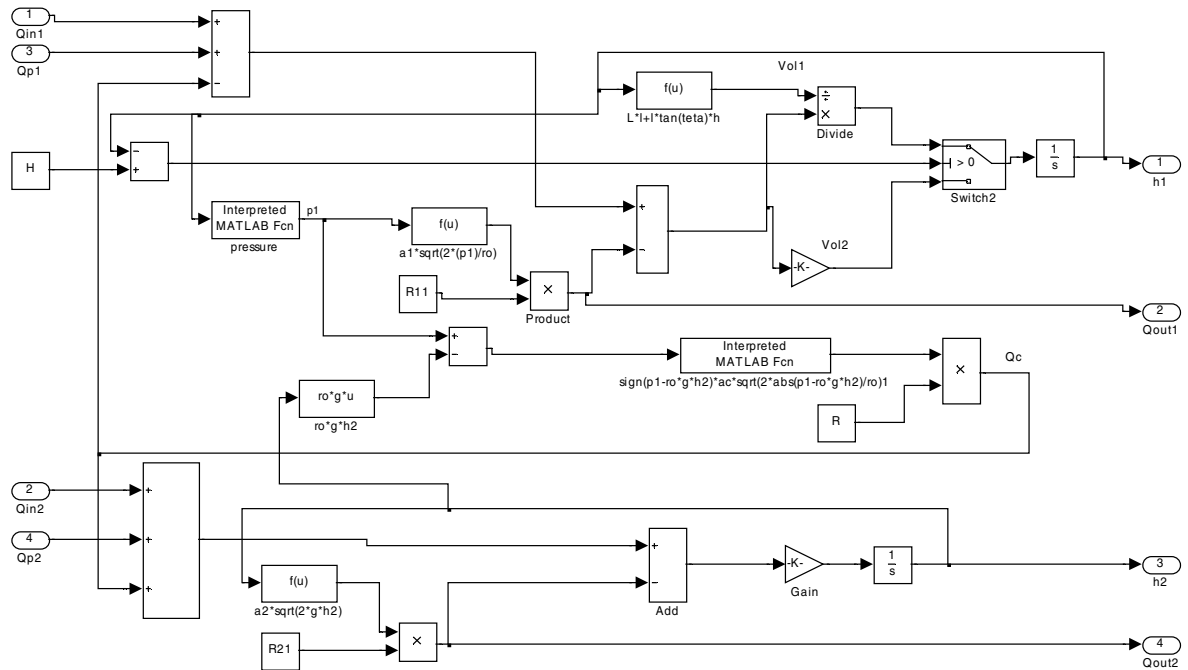 1
Qin1
3
Qp1
+
+
−
Vol1
f(u)
L*l+l*tan(teta)*h
÷
×
Divide
H
−
+
> 0
Switch2
1
s
1
h1
Interpreted
MATLAB Fcn
pressure
p1
f(u)
a1*sqrt(2*(p1)/ro)
+
−
Vol2
-K-
R11
×
Product
2
Qout1
+
−
Interpreted
MATLAB Fcn
sign(p1-ro*g*h2)*ac*sqrt(2*abs(p1-ro*g*h2)/ro)1
×
Qc
ro*g*u
ro*g*h2
R
2
Qin2
4
Qp2
+
+
+
+
−
Add
-K-
Gain
1
s
3
h2
f(u)
a2*sqrt(2*g*h2)
R21
×
4
Qout2